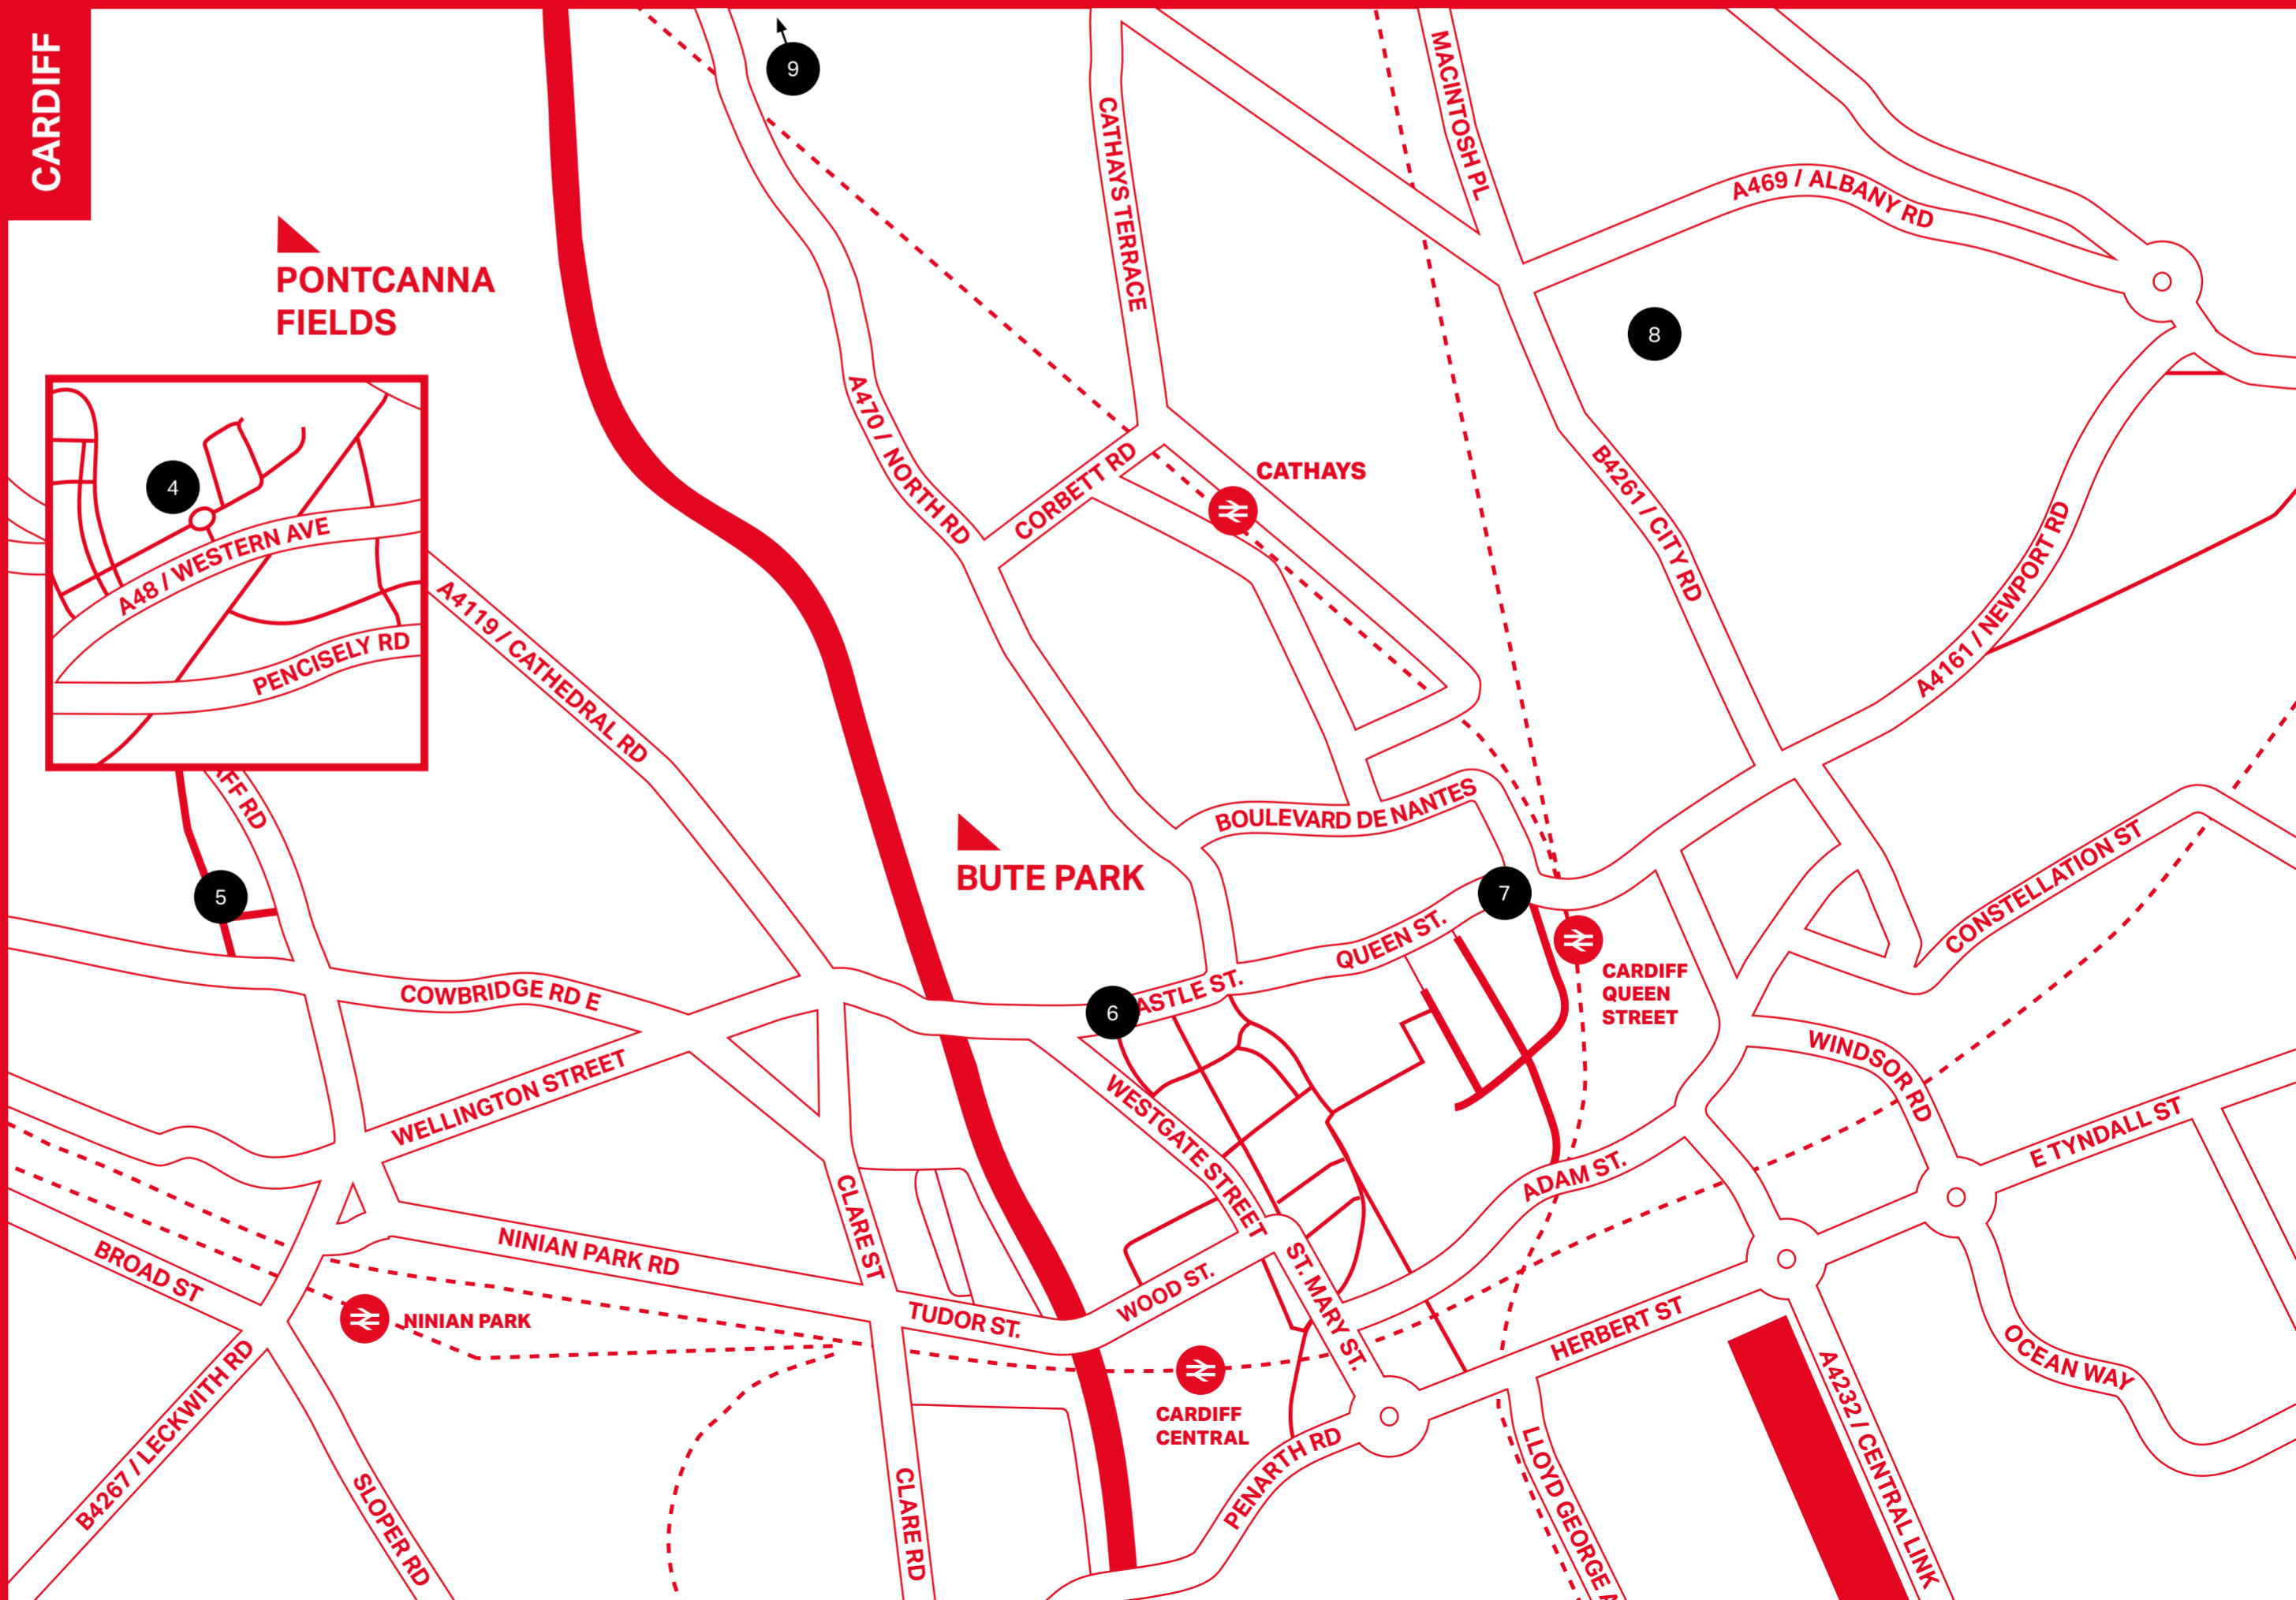 CARDIFF
9
MACINTOSH PL
CATHAYS TERRACE
A469 / ALBANY RD
PONTCANNA
FIELDS
8
A470 / NORTH RD
CORBETT RD
CATHAYS
B4261 / CITY RD
4
A48 / WESTERN AVE
PENCISELY RD
A4119 / CATHEDRAL RD
A4161 / NEWPORT RD
FF RD
BOULEVARD DE NANTES
BUTE PARK
5
7
CONSTELLATION ST
QUEEN ST.
CARDIFF
QUEEN
STREET
COWBRIDGE RD E
6
ASTLE ST.
WINDSOR RD
WELLINGTON STREET
WESTGATE STREET
E TYNDALL ST
ADAM ST.
CLARE ST
NINIAN PARK RD
BROAD ST
WOOD ST.
ST. MARY ST.
TUDOR ST.
NINIAN PARK
HERBERT ST
OCEAN WAY
B4267 / LECKWITH RD
CARDIFF
CENTRAL
A4232 / CENTRAL LINK
PENARTH RD
SLOPER RD
CLARE RD
LLOYD GEORGE A